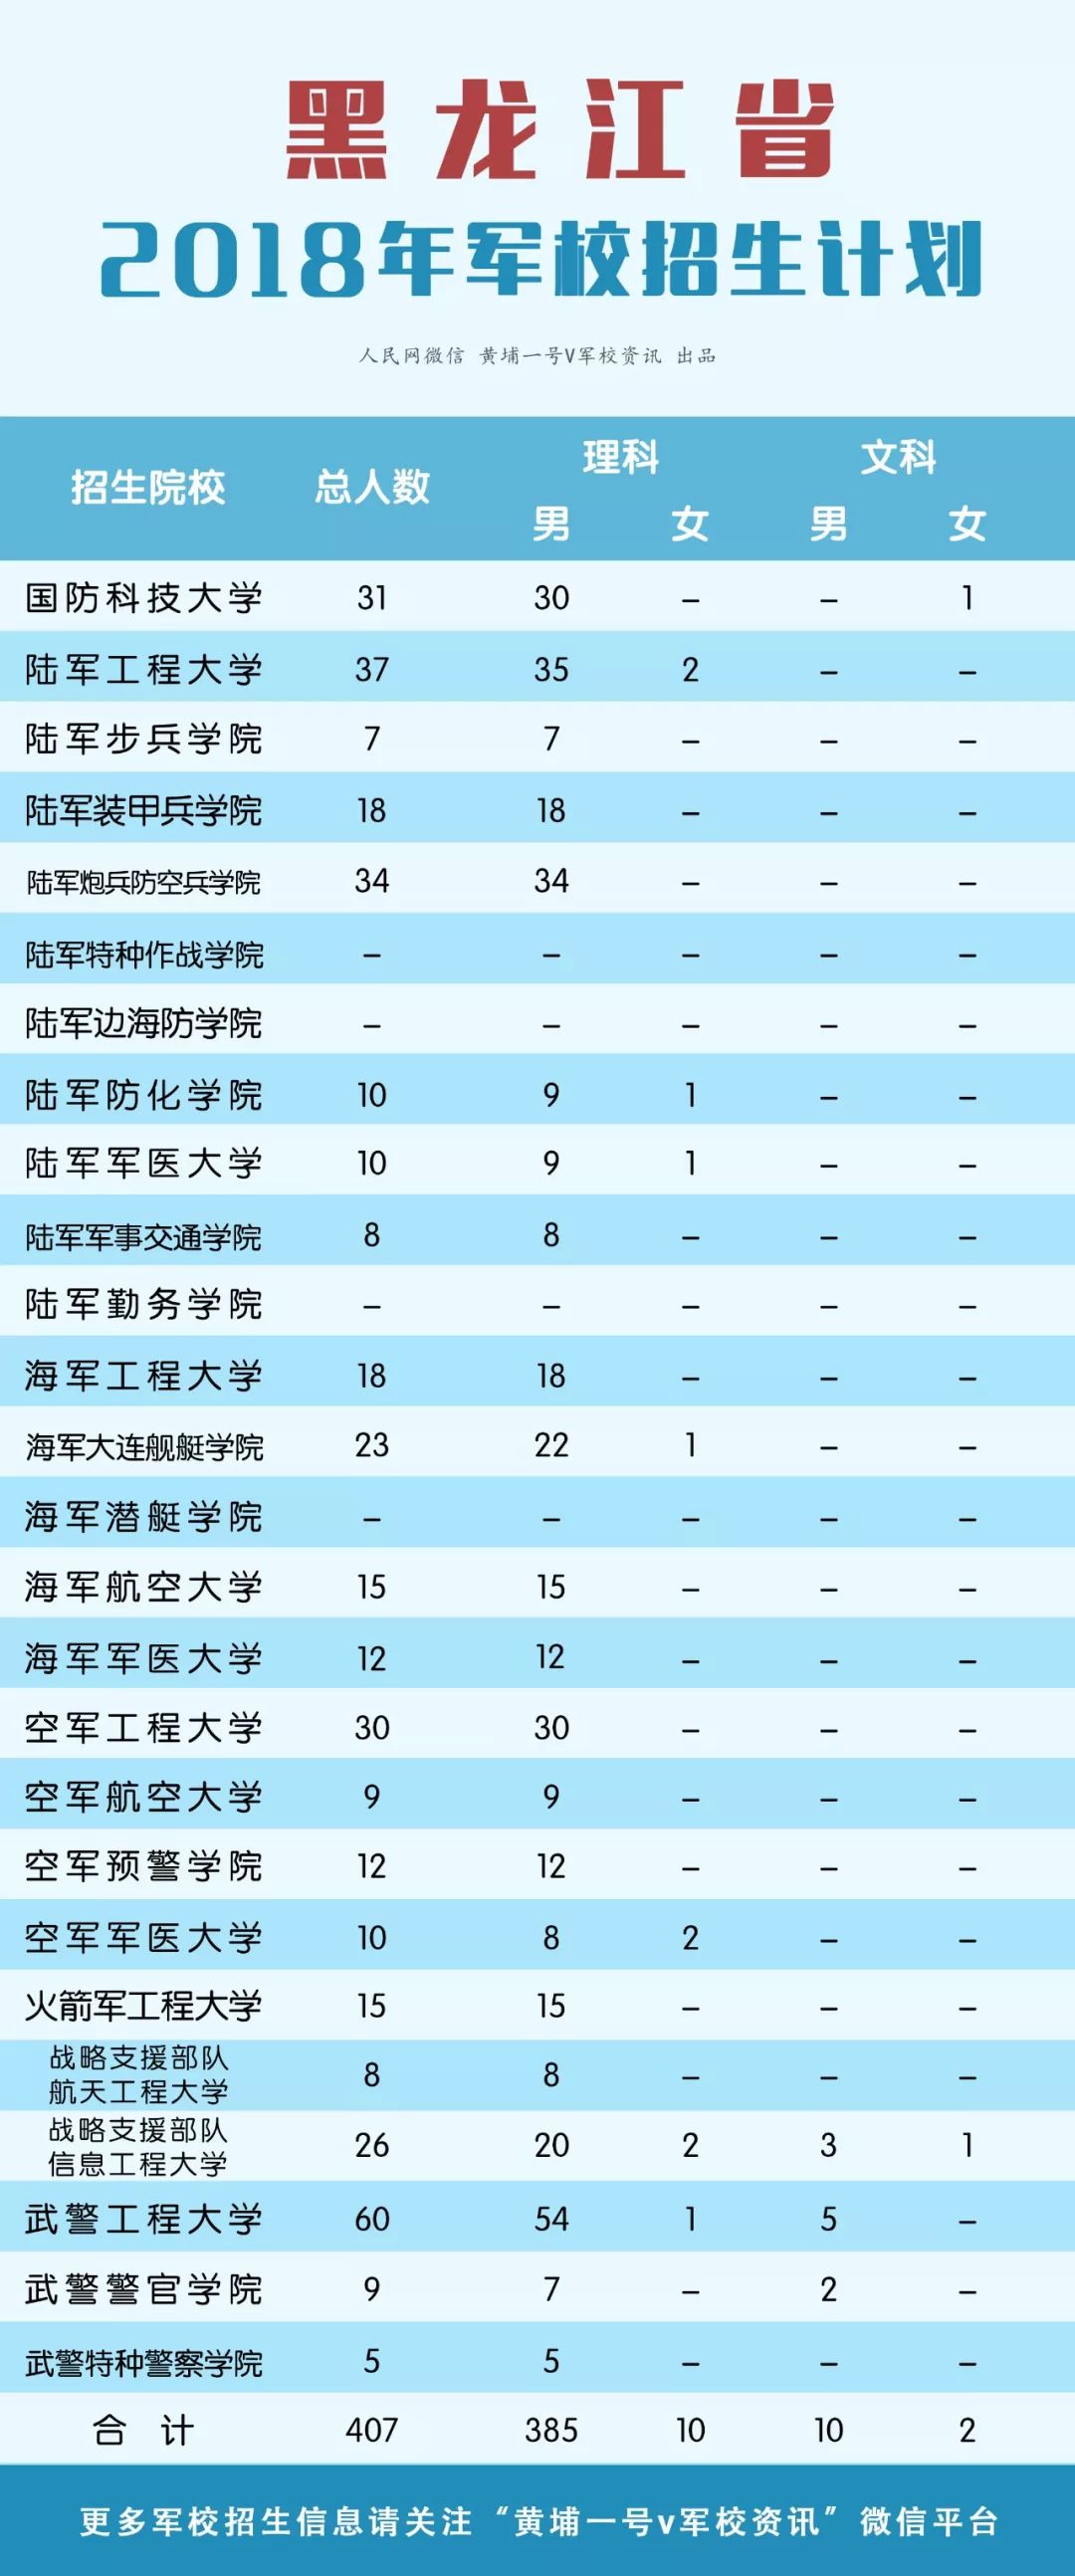 黑龙江省
2018年军校招生计划
人民网微信 黄埔一号V军校资讯 出品
招生院校 总人数 理科 文科
男 女 男 女
国防科技大学 31 30 – – 1
陆军工程大学 37 35 2 – –
陆军步兵学院 7 7 – – –
陆军装甲兵学院 18 18 – – –
陆军炮兵防空兵学院 34 34 – – –
陆军特种作战学院 – – – – –
陆军边海防学院 – – – – –
陆军防化学院 10 9 1 – –
陆军军医大学 10 9 1 – –
陆军军事交通学院 8 8 – – –
陆军勤务学院 – – – – –
海军工程大学 18 18 – – –
海军大连舰艇学院 23 22 1 – –
海军潜艇学院 – – – – –
海军航空大学 15 15 – – –
海军军医大学 12 12 – – –
空军工程大学 30 30 – – –
空军航空大学 9 9 – – –
空军预警学院 12 12 – – –
空军军医大学 10 8 2 – –
火箭军工程大学 15 15 – – –
战略支援部队
航天工程大学 8 8 – – –
战略支援部队
信息工程大学 26 20 2 3 1
武警工程大学 60 54 1 5 –
武警警官学院 9 7 – 2 –
武警特种警察学院 5 5 – – –
合 计 407 385 10 10 2
更多军校招生信息请关注“黄埔一号v军校资讯”微信平台